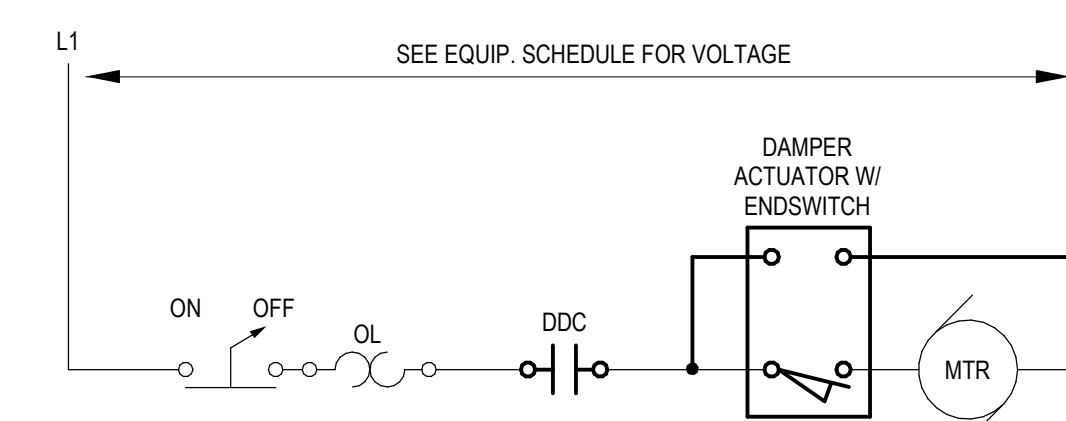 L1
SEE EQUIP. SCHEDULE FOR VOLTAGE
DAMPER
ACTUATOR W/
ENDSWITCH
ON OFF
OL
DDC
MTR